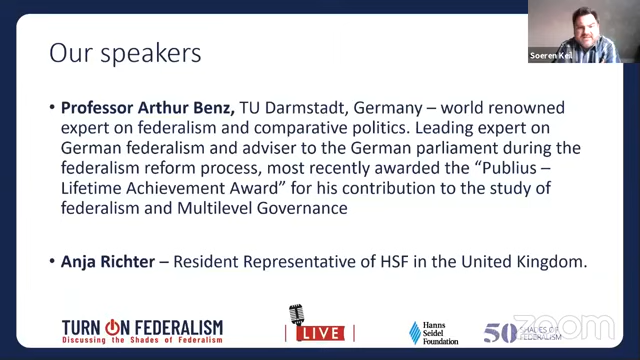 Our speakers
Soeren Keil
• Professor Arthur Benz, TU Darmstadt, Germany – world renowned
expert on federalism and comparative politics. Leading expert on
German federalism and adviser to the German parliament during the
federalism reform process, most recently awarded the “Publius –
Lifetime Achievement Award” for his contribution to the study of
federalism and Multilevel Governance
• Anja Richter – Resident Representative of HSF in the United Kingdom.
TURN ON FEDERALISM
Discussing the Shades of Federalism
LIVE
Hanns
Seidel
Foundation
50 SHADES OF
FEDERALISM
zoom